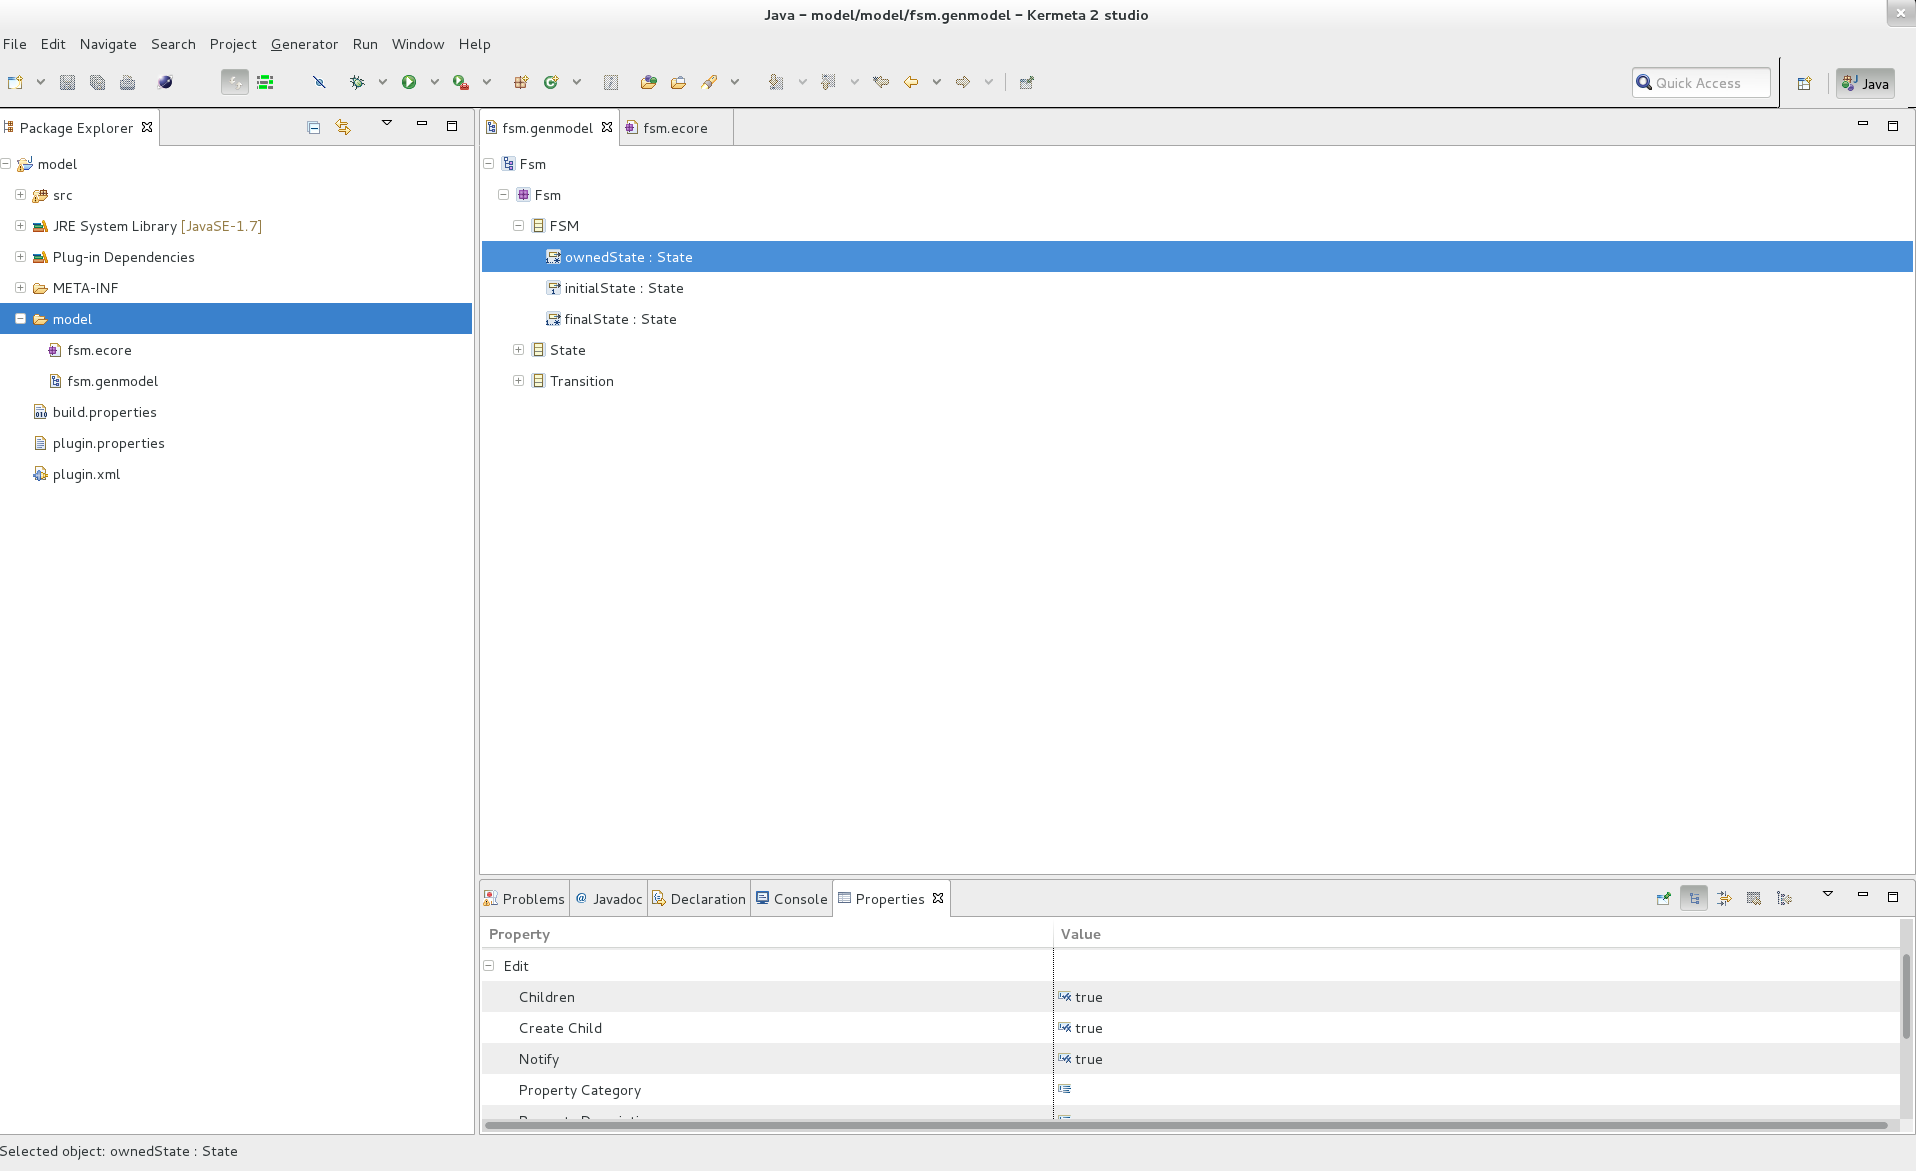 Java - model/model/fsm.genmodel - Kermeta 2 studio
File Edit Navigate Search Project Generator Run Window Help
Quick Access
Java
Package Explorer
fsm.genmodel
fsm.ecore
model
src
JRE System Library [JavaSE-1.7]
Plug-in Dependencies
META-INF
model
fsm.ecore
fsm.genmodel
build.properties
plugin.properties
plugin.xml
Fsm
Fsm
FSM
ownedState : State
initialState : State
finalState : State
State
Transition
Problems @ Javadoc Declaration Console Properties
Property Value
Edit
Children true
Create Child true
Notify true
Property Category
Selected object: ownedState : State